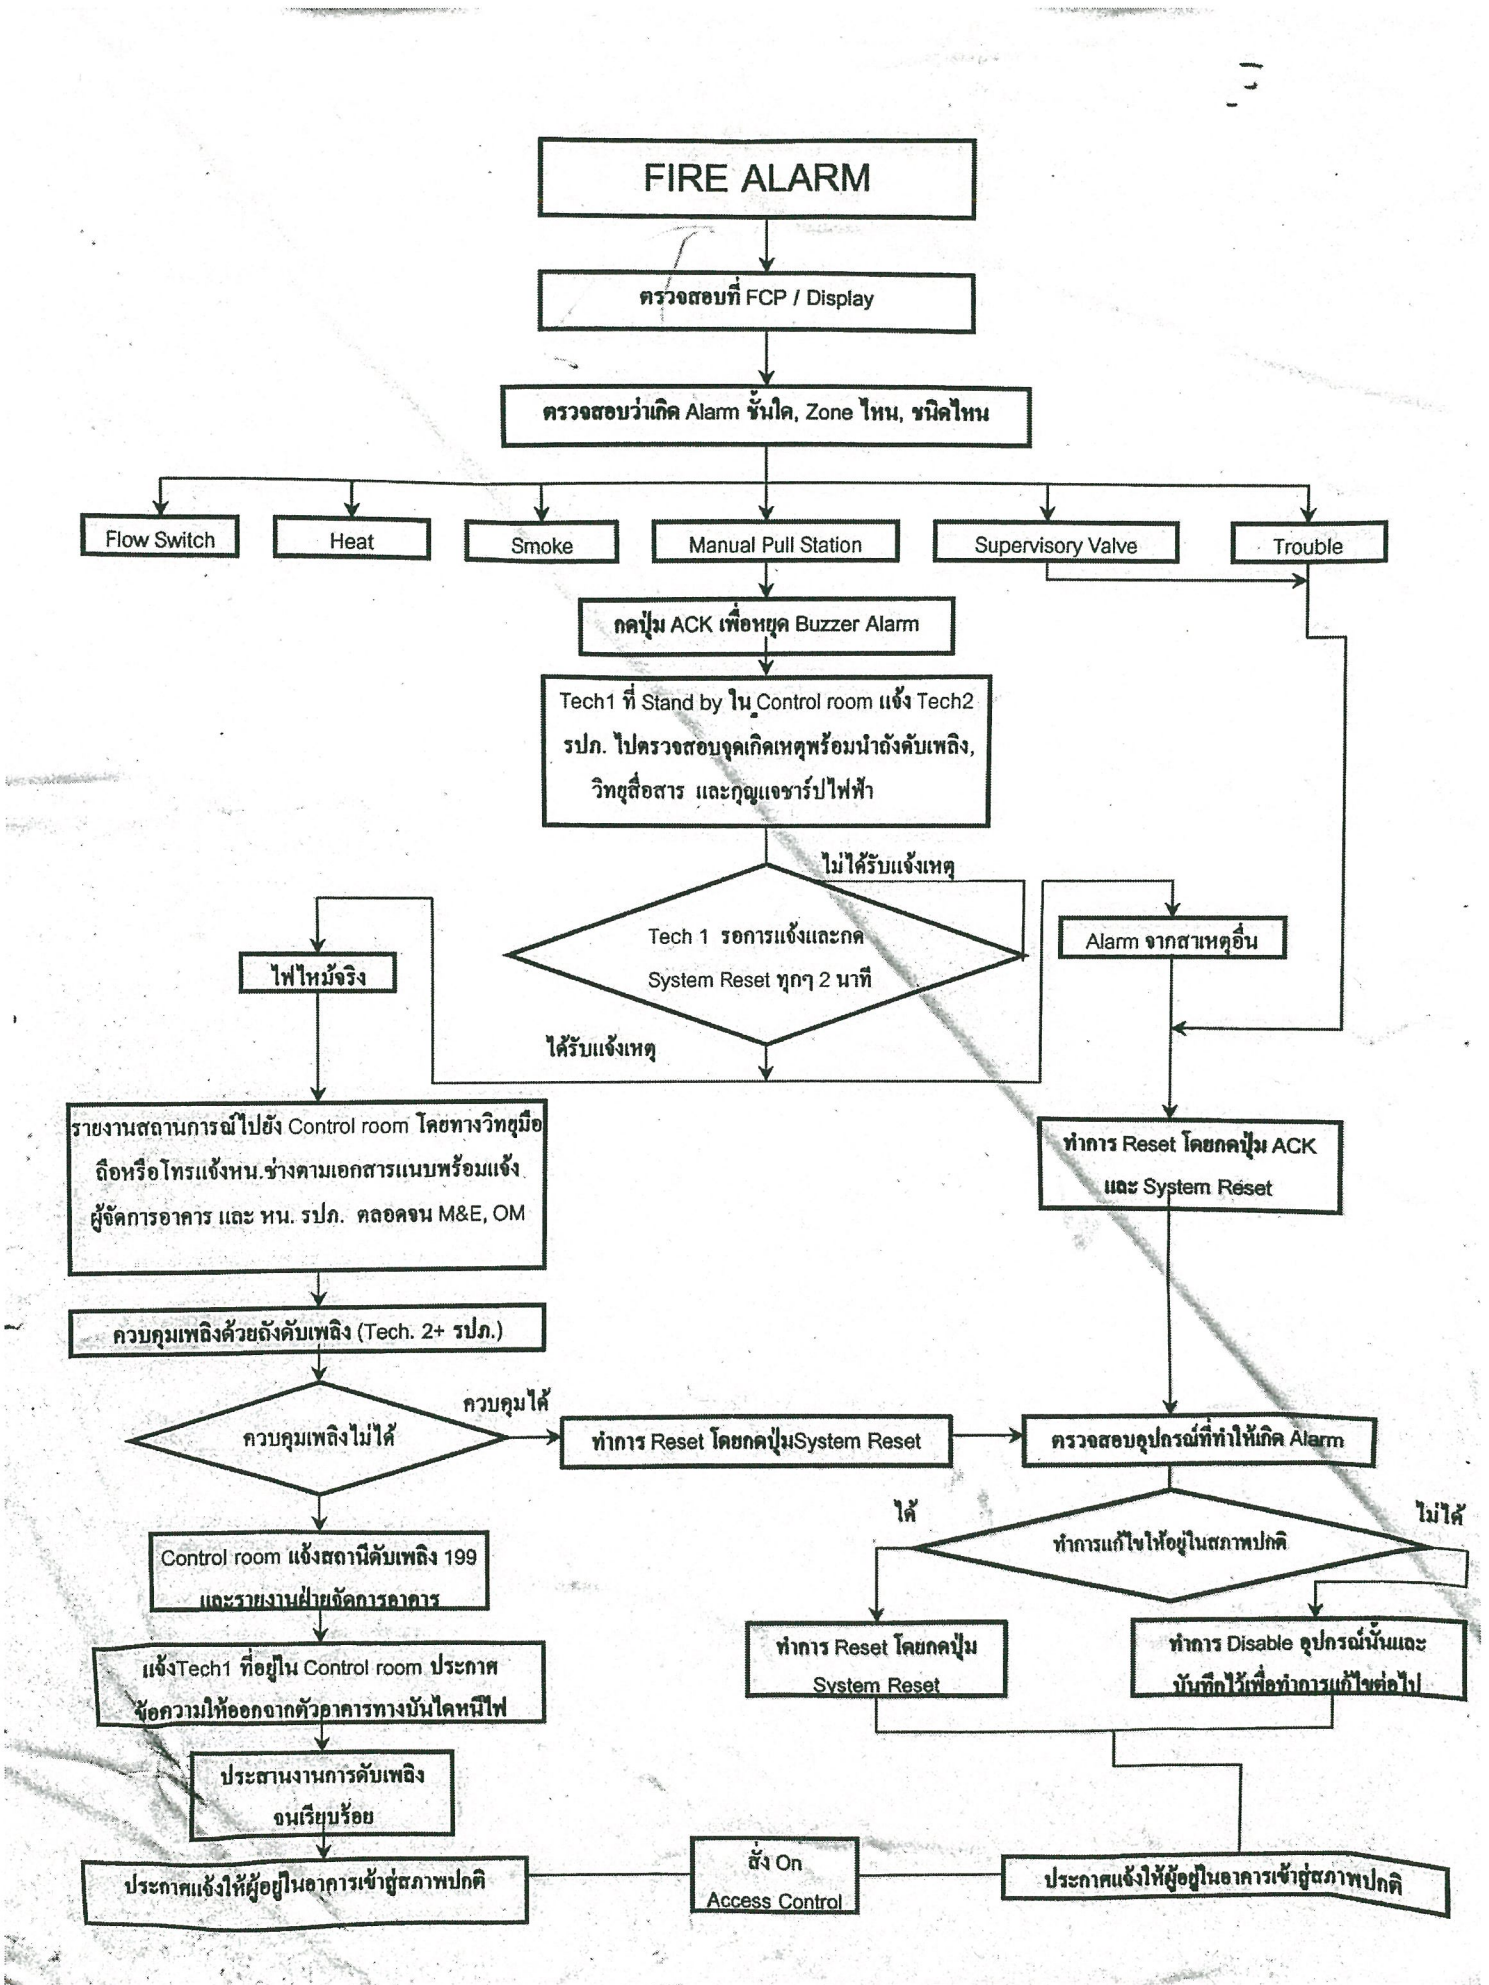 FIRE ALARM
ตรวจสอบที่ FCP / Display
ตรวจสอบว่าเกิด Alarm ชั้นใด, Zone ไหน, ชนิดไหน
Flow Switch
Heat
Smoke
Manual Pull Station
Supervisory Valve
Trouble
กดปุ่ม ACK เพื่อหยุด Buzzer Alarm
Tech1 ที่ Stand by ใน Control room แจ้ง Tech2
รปภ. ไปตรวจสอบจุดเกิดเหตุพร้อมนำถังดับเพลิง,
วิทยุสื่อสาร และกุญแจชาร์ปไฟฟ้า
ไม่ได้รับแจ้งเหตุ
Tech 1 รอการแจ้งและกด
System Reset ทุกๆ 2 นาที
Alarm จากสาเหตุอื่น
ไฟไหม้จริง
ได้รับแจ้งเหตุ
รายงานสถานการณ์ไปยัง Control room โดยทางวิทยุมือ
ถือหรือโทรแจ้งหน.ช่างตามเอกสารแนบพร้อมแจ้ง
ผู้จัดการอาคาร และ หน. รปภ. ตลอดจน M&E, OM
ทำการ Reset โดยกดปุ่ม ACK
และ System Reset
ควบคุมเพลิงด้วยถังดับเพลิง (Tech. 2+ รปภ.)
ควบคุมเพลิงไม่ได้
ควบคุมได้
ทำการ Reset โดยกดปุ่มSystem Reset
ตรวจสอบอุปกรณ์ที่ทำให้เกิด Alarm
ได้
ไม่ได้
ทำการแก้ไขให้อยู่ในสภาพปกติ
Control room แจ้งสถานีดับเพลิง 199
และรายงานฝ่ายจัดการอาคาร
ทำการ Reset โดยกดปุ่ม
System Reset
ทำการ Disable อุปกรณ์นั้นและ
บันทึกไว้เพื่อทำการแก้ไขต่อไป
แจ้งTech1 ที่อยู่ใน Control room ประกาศ
ข้อความให้ออกจากตัวอาคารทางบันไดหนีไฟ
ประสานงานการดับเพลิง
จนเรียบร้อย
ประกาศแจ้งให้ผู้อยู่ในอาคารเข้าสู่สภาพปกติ
สั่ง On
Access Control
ประกาศแจ้งให้ผู้อยู่ในอาคารเข้าสู่สภาพปกติ